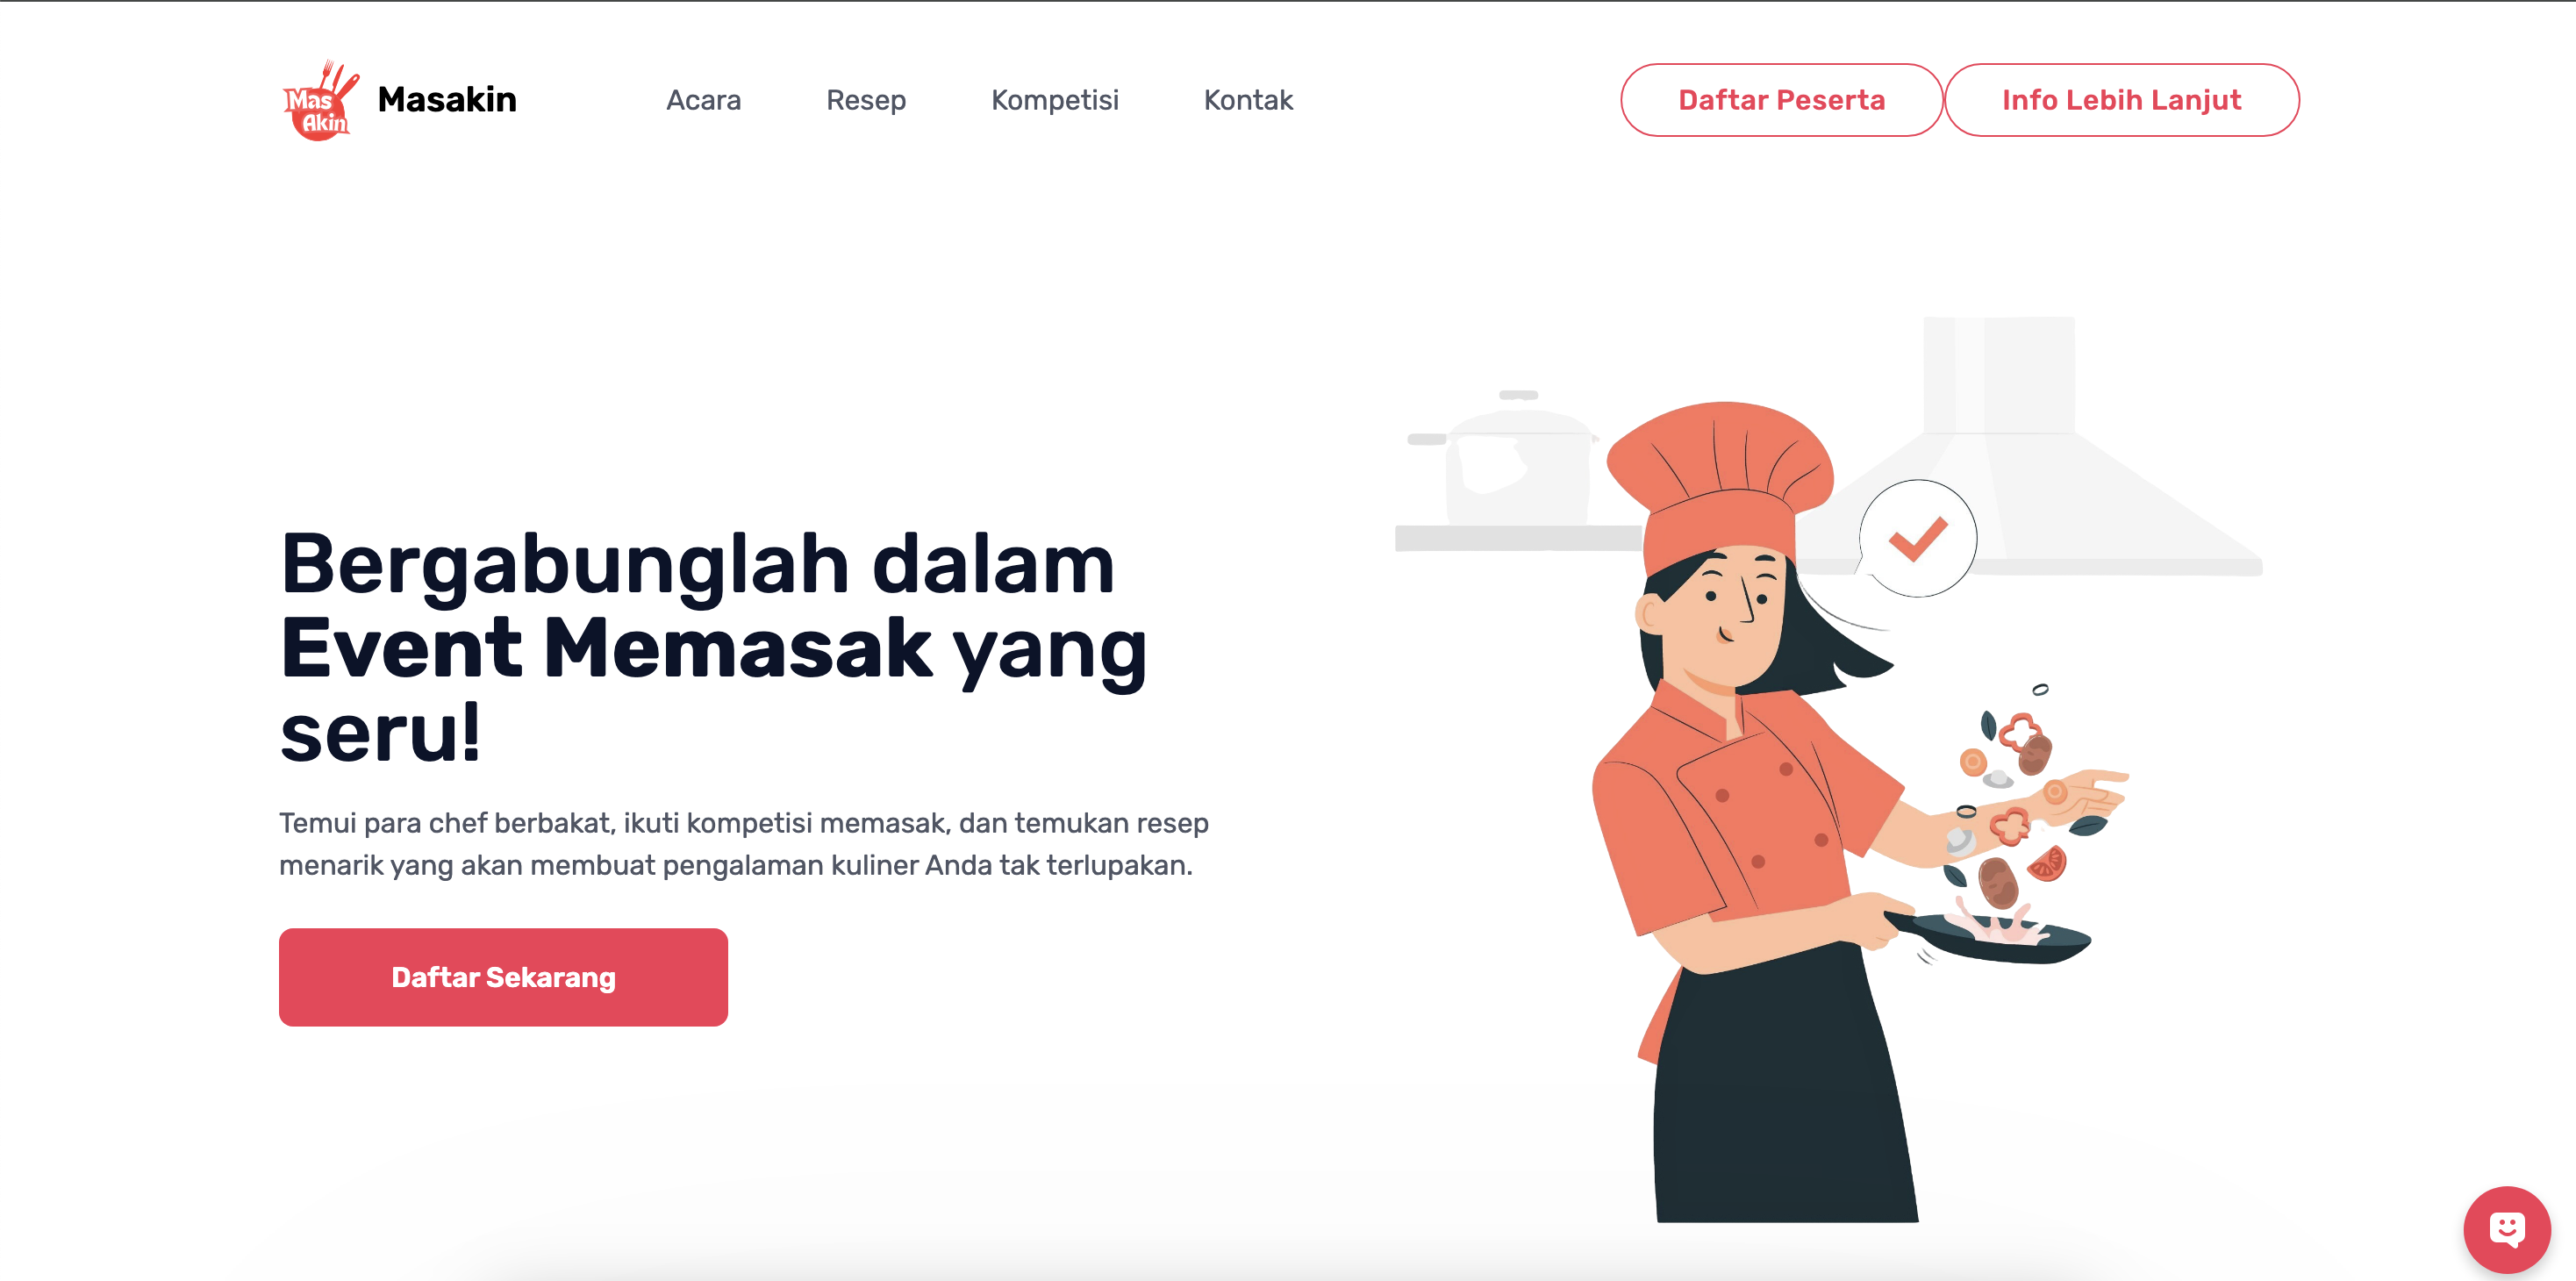 Mas
Akin
Masakin
Acara
Resep
Kompetisi
Kontak
Daftar Peserta
Info Lebih Lanjut
Bergabunglah dalam
Event Memasak yang
seru!
Temui para chef berbakat, ikuti kompetisi memasak, dan temukan resep
menarik yang akan membuat pengalaman kuliner Anda tak terlupakan.
Daftar Sekarang